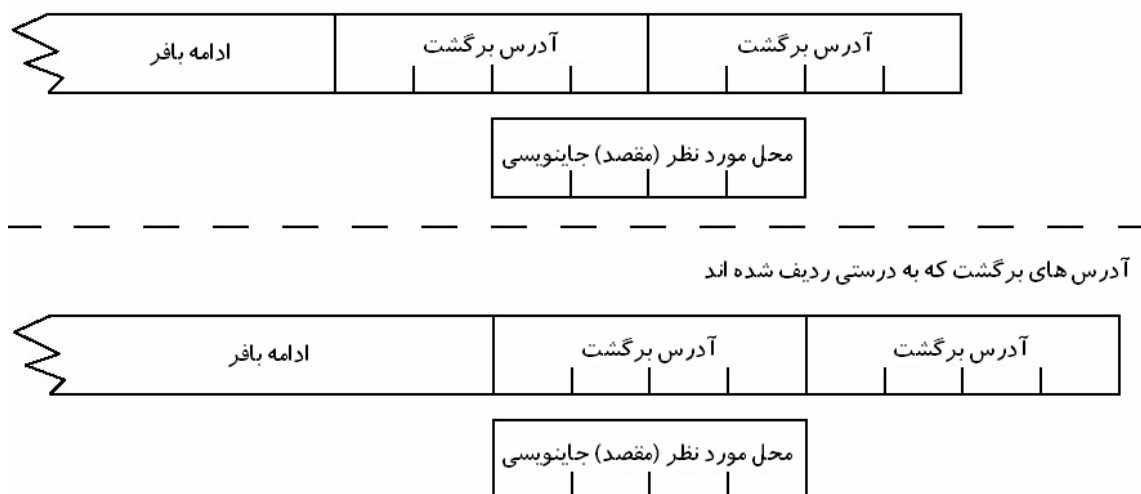 ادامه بافر آدرس برگشت آدرس برگشت
محل مورد نظر (مقصد) جاینویسی
آدرس های برگشت که به درستی ردیف شده اند
ادامه بافر آدرس برگشت آدرس برگشت
محل مورد نظر (مقصد) جاینویسی